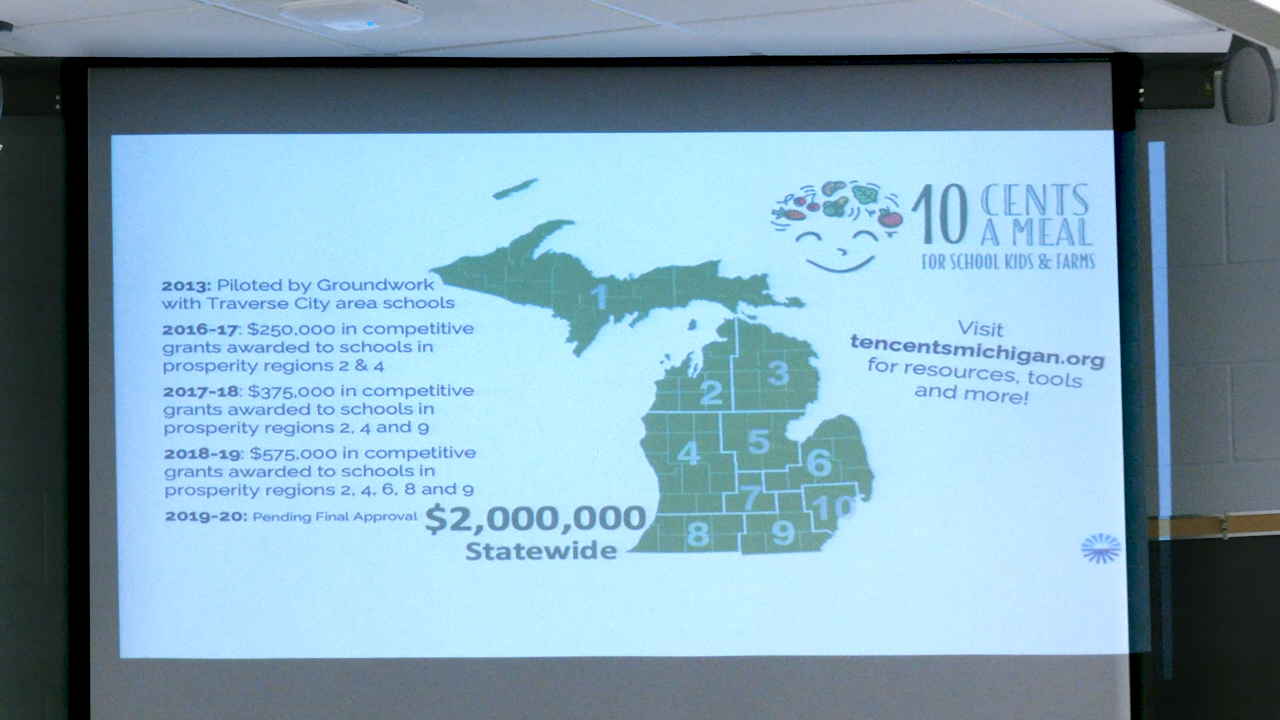 10 CENTS
A MEAL
FOR SCHOOL KIDS & FARMS
2013: Piloted by Groundwork
with Traverse City area schools
2016-17: $250,000 in competitive
grants awarded to schools in
prosperity regions 2 & 4
2017-18: $375,000 in competitive
grants awarded to schools in
prosperity regions 2, 4 and 9
2018-19: $575,000 in competitive
grants awarded to schools in
prosperity regions 2, 4, 6, 8 and 9
2019-20: Pending Final Approval $2,000,000
Statewide
1
2
3
4
5
6
7
10
8
9
Visit
tencentsmichigan.org
for resources, tools
and more!